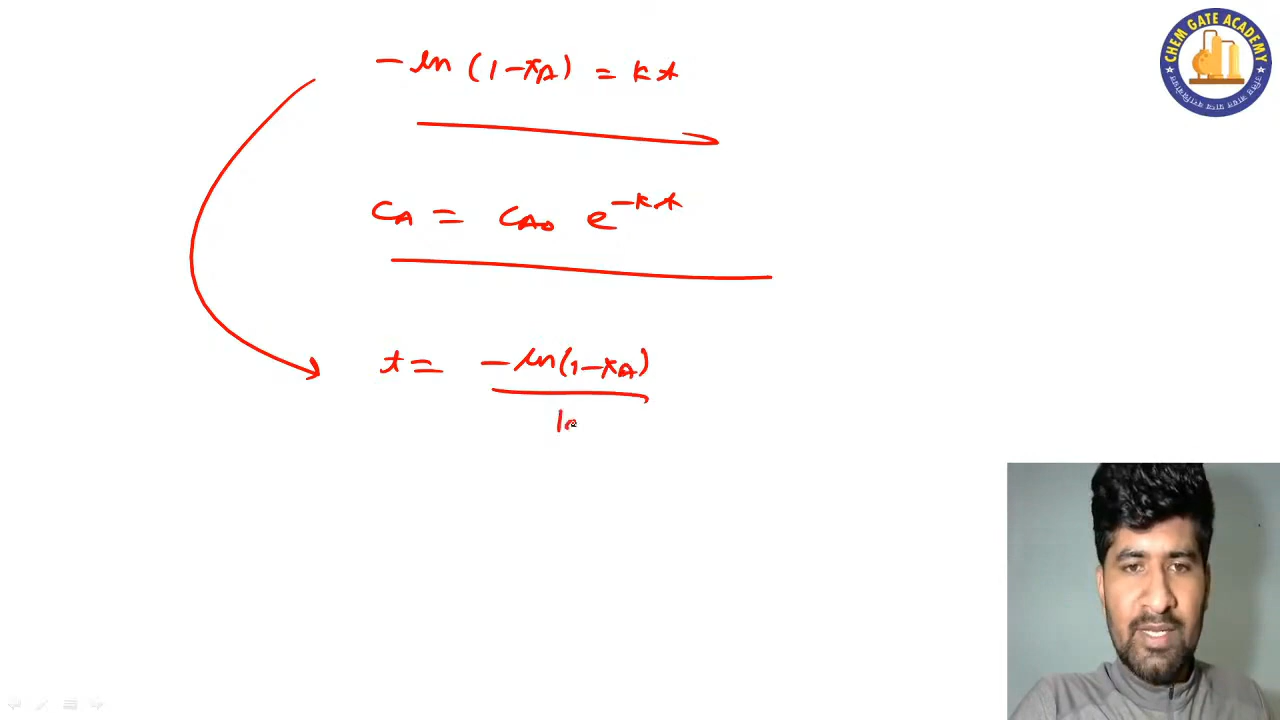 -ln (1-xA) = kt
CA = CA0 e^-kt
t = -ln(1-xA)
k
CHEM GATE ACADEMY